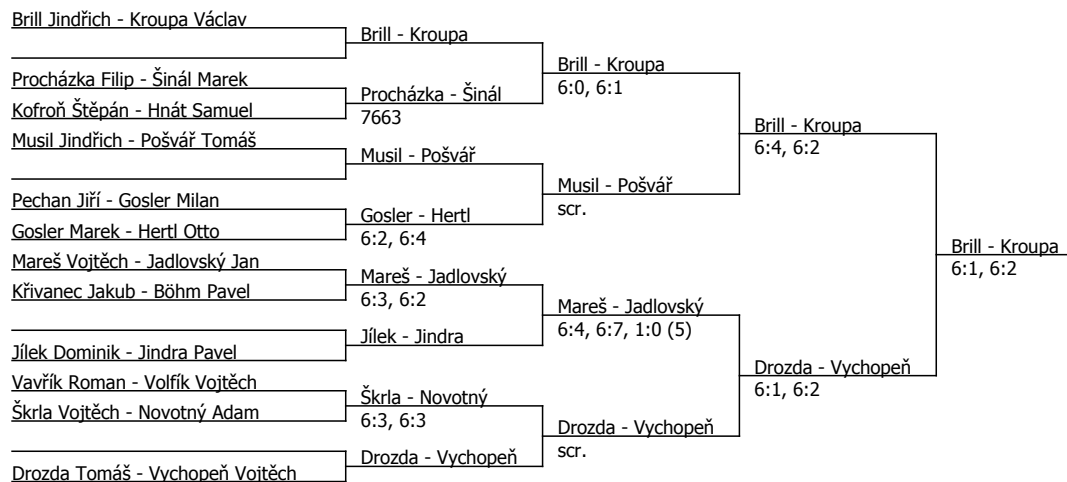 Brill Jindřich - Kroupa Václav
Brill - Kroupa
Brill - Kroupa
6:0, 6:1
Procházka Filip - Šinál Marek
Procházka - Šinál
7663
Kofroň Štěpán - Hnát Samuel
Brill - Kroupa
6:4, 6:2
Musil Jindřich - Pošvář Tomáš
Musil - Pošvář
Musil - Pošvář
scr.
Pechan Jiří - Gosler Milan
Gosler - Hertl
6:2, 6:4
Gosler Marek - Hertl Otto
Brill - Kroupa
6:1, 6:2
Mareš Vojtěch - Jadlovský Jan
Mareš - Jadlovský
6:3, 6:2
Křivanec Jakub - Böhm Pavel
Mareš - Jadlovský
6:4, 6:7, 1:0 (5)
Jílek - Jindra
Jílek Dominik - Jindra Pavel
Drozda - Vychopeň
6:1, 6:2
Vavřík Roman - Volfík Vojtěch
Škrla - Novotný
6:3, 6:3
Škrla Vojtěch - Novotný Adam
Drozda - Vychopeň
scr.
Drozda - Vychopeň
Drozda Tomáš - Vychopeň Vojtěch